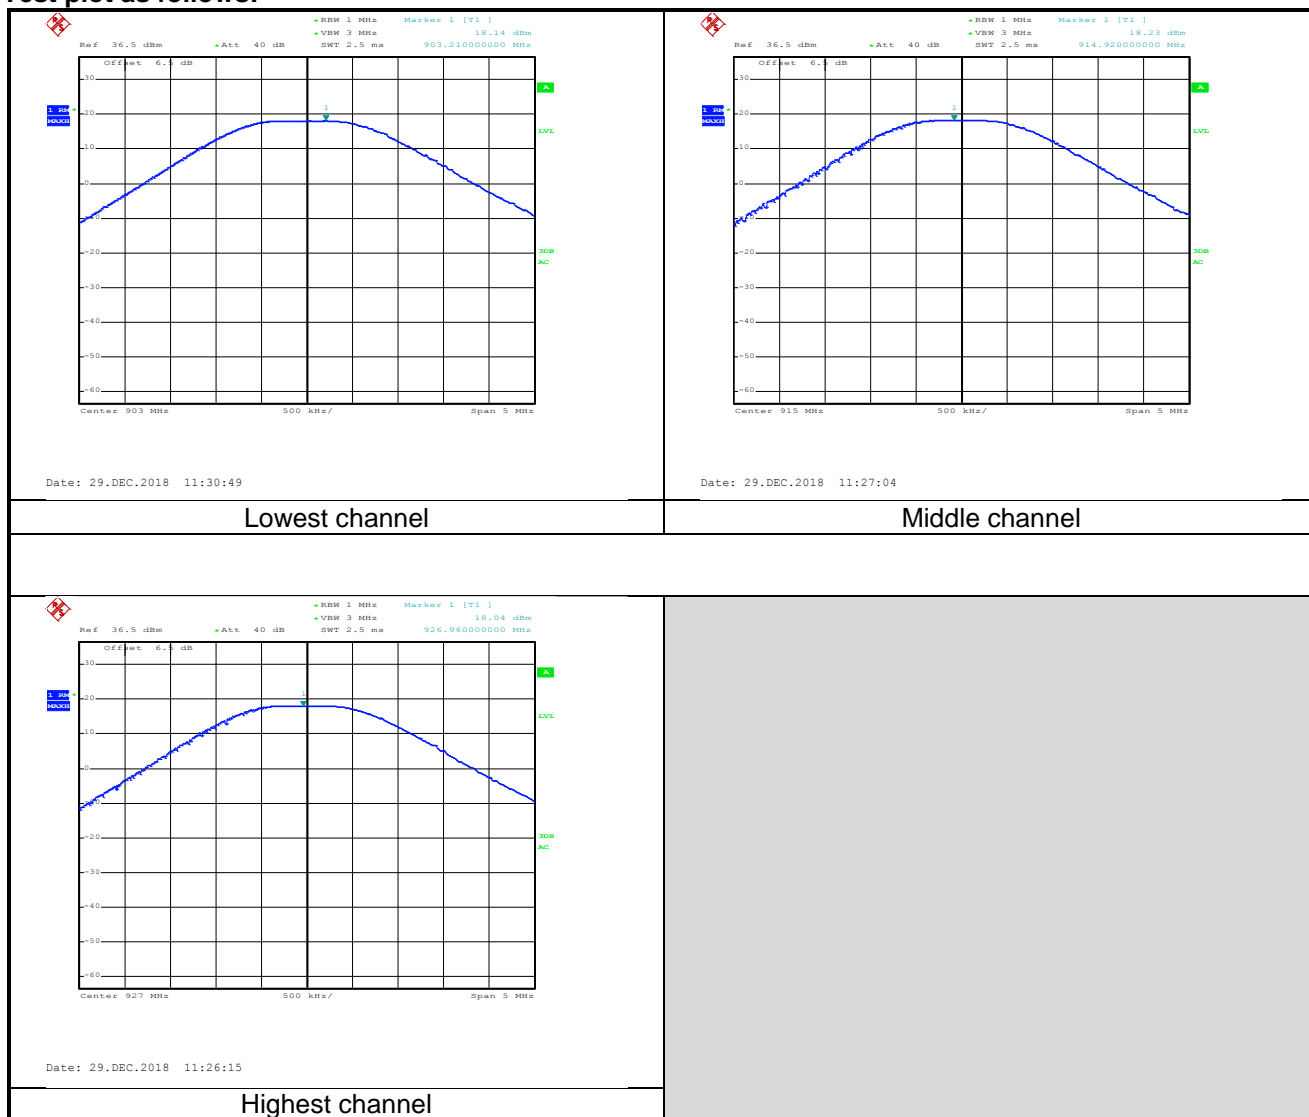 Test plot as follows:
RBW 1 MHz Marker 1 [T1 ]
VBW 3 MHz 18.14 dBm
Ref 36.5 dBm Att 40 dB SWT 2.5 ms 903.210000000 MHz
Offset 6.5 dB
30
A
1 RM
MAXH
20
1
LVL
10
0
-10
-20
3DB
AC
-30
-40
-50
-60
Center 903 MHz 500 kHz/ Span 5 MHz
Date: 29.DEC.2018 11:30:49
Lowest channel
RBW 1 MHz Marker 1 [T1 ]
VBW 3 MHz 18.23 dBm
Ref 36.5 dBm Att 40 dB SWT 2.5 ms 914.920000000 MHz
Offset 6.5 dB
30
A
1 RM
MAXH
20
1
LVL
10
0
-10
-20
3DB
AC
-30
-40
-50
-60
Center 915 MHz 500 kHz/ Span 5 MHz
Date: 29.DEC.2018 11:27:04
Middle channel
RBW 1 MHz Marker 1 [T1 ]
VBW 3 MHz 18.04 dBm
Ref 36.5 dBm Att 40 dB SWT 2.5 ms 926.960000000 MHz
Offset 6.5 dB
30
A
1 RM
MAXH
20
1
LVL
10
0
-10
-20
3DB
AC
-30
-40
-50
-60
Center 927 MHz 500 kHz/ Span 5 MHz
Date: 29.DEC.2018 11:26:15
Highest channel